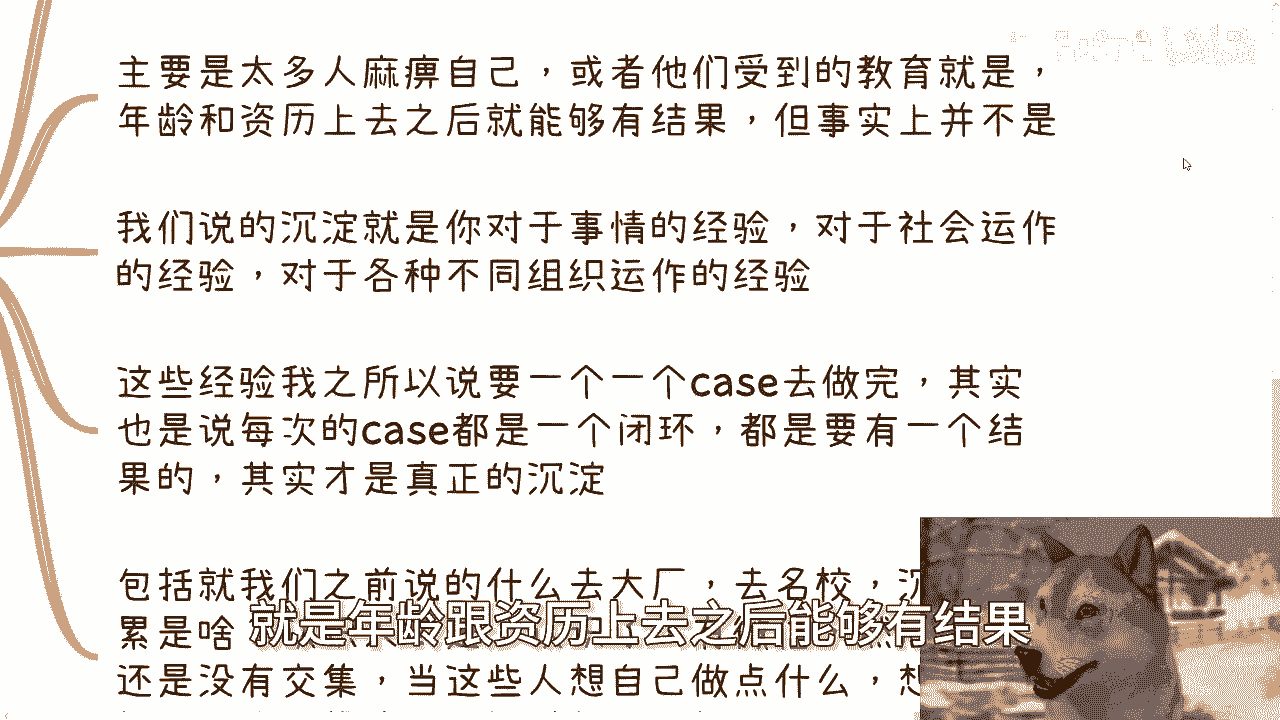 主要是太多人麻痹自己，或者他们受到的教育就是，
年龄和资历上去之后就能够有结果，但事实上并不是
我们说的沉淀就是你对于事情的经验，对于社会运作
的经验，对于各种不同组织运作的经验
这些经验我之所以说要一个一个case去做完，其实
也是说每次的case都是一个闭环，都是要有一个结
果的，其实才是真正的沉淀
包括就我们之前说的什么去大厂，去名校，沉
累是啥
就是年龄跟资历上去之后能够有结果
还是没有交集，当这些人想自己做点什么，想